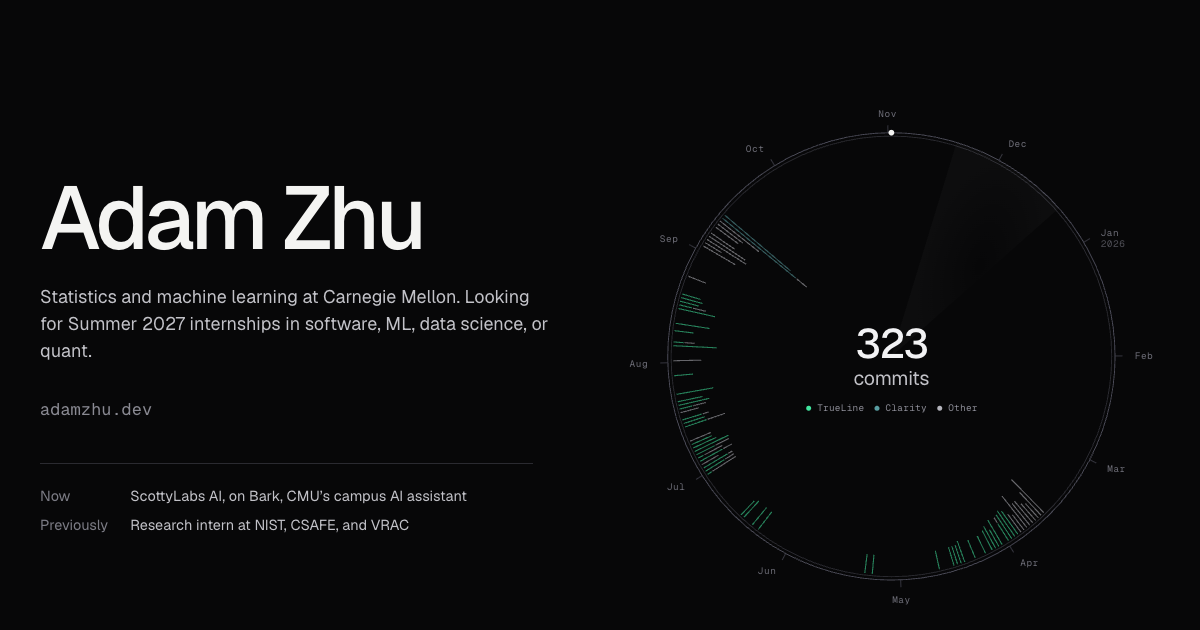 Adam Zhu
Statistics and machine learning at Carnegie Mellon. Looking
for Summer 2027 internships in software, ML, data science, or
quant.
adamzhu.dev
Now ScottyLabs AI, on Bark, CMU’s campus AI assistant
Previously Research intern at NIST, CSAFE, and VRAC
Nov
Dec
Jan
2026
Feb
Mar
Apr
May
Jun
Jul
Aug
Sep
Oct
323
commits
TrueLine Clarity Other